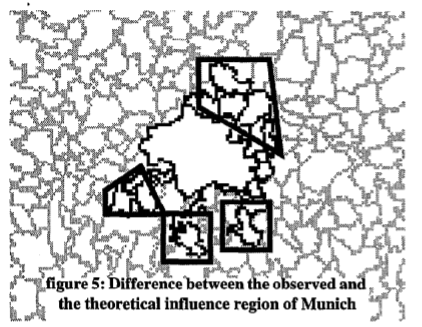 figure 5: Difference between the observed and
the theoretical influence region of Munich